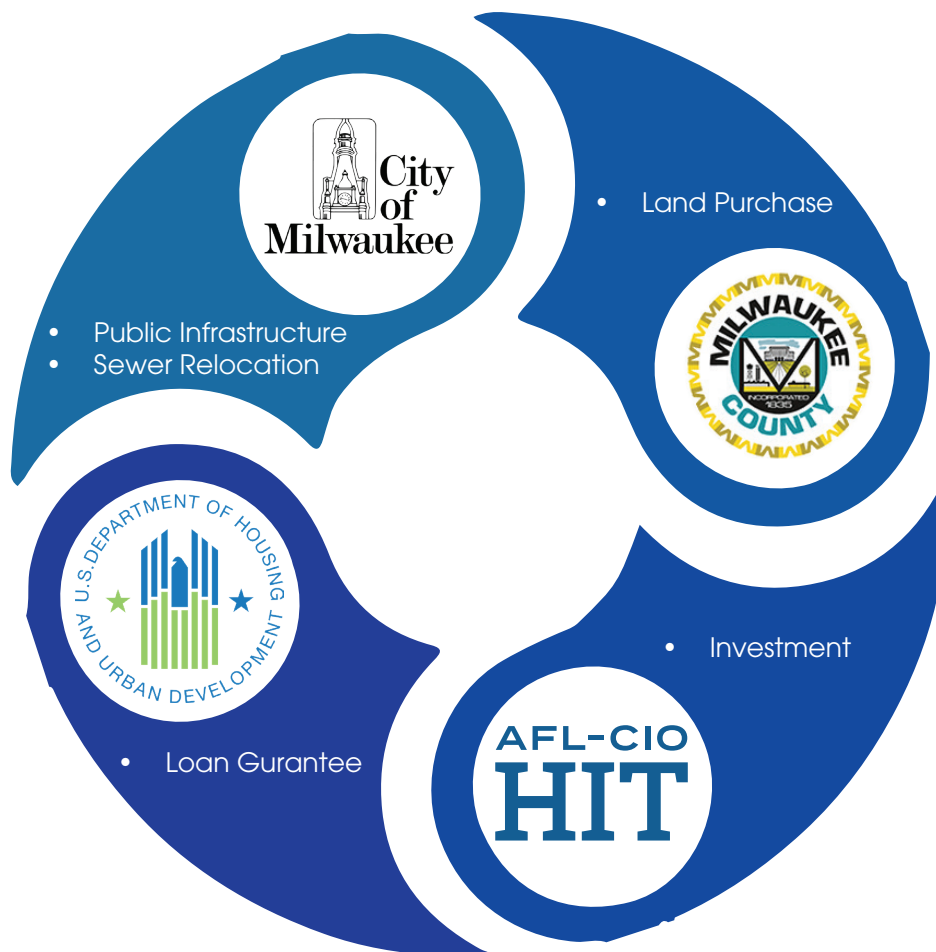 City
of
Milwaukee
• Public Infrastructure
• Sewer Relocation
• Land Purchase
MILWAUKEE
INCORPORATED
1835
COUNTY
U.S. DEPARTMENT OF HOUSING
AND URBAN DEVELOPMENT
• Loan Gurantee
• Investment
AFL-CIO
HIT